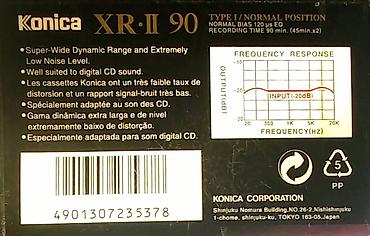 Konica XR·II 90
TYPE I / NORMAL POSITION
NORMAL BIAS 120 µs EQ
RECORDING TIME 90 min. (45min.×2)
• Super-Wide Dynamic Range and Extremely
Low Noise Level.
• Well suited to digital CD sound.
• Les cassettes Konica ont un très faible taux de
distorsion et un rapport signal-bruit très bas.
• Spécialement adaptée au son des CD.
• Gama dinâmica extra larga e de nivel
extremamente baixo de distorção.
• Especialmente adaptada para som digital CD.
FREQUENCY RESPONSE
OUTPUT(dB)
+10
0
-10
-20
-30
INPUT(-20dB)
20 300 1K 5K 20K
FREQUENCY(HZ)
4901307235378
5
PP
KONICA CORPORATION
Shinjuku Nomura Building,NO.26-2,Nishishinjuku
1-chome, shinjuku-ku, TOKYO 163-05,Japan